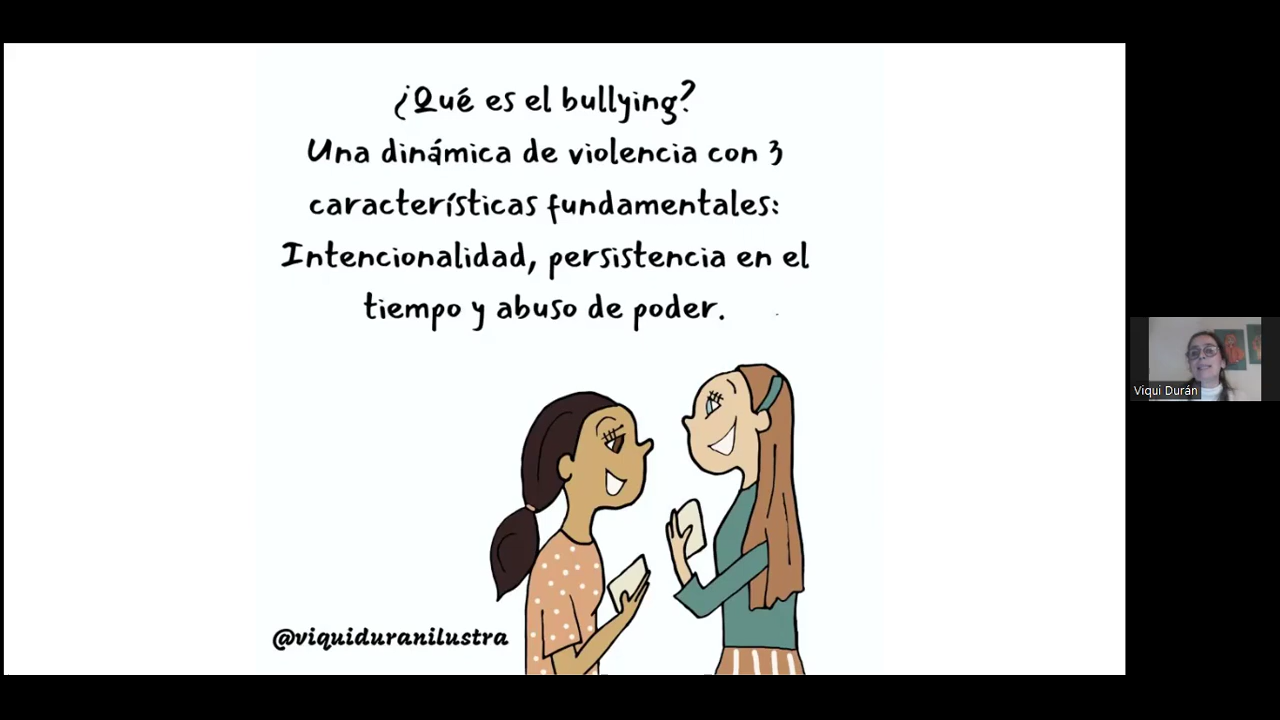 ¿Qué es el bullying?
Una dinámica de violencia con 3
características fundamentales:
Intencionalidad, persistencia en el
tiempo y abuso de poder.
@viquiduranilustra
Viqui Durán